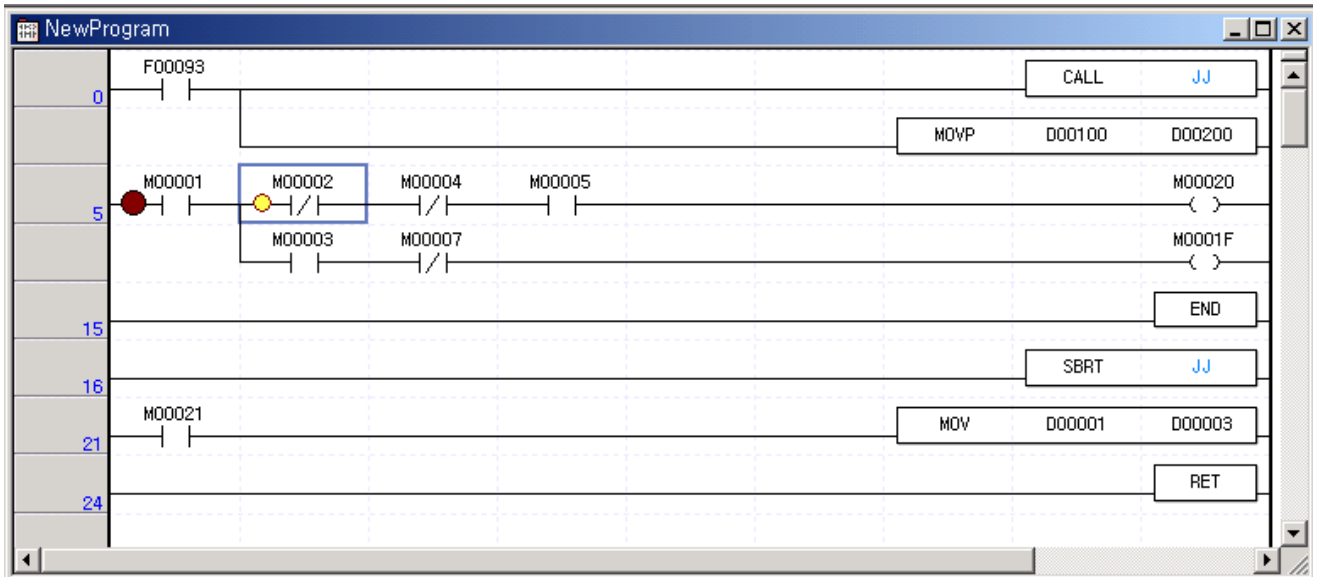 NewProgram
F00093
0
CALL JJ
MOVP D00100 D00200
M00001 M00002 M00004 M00005 M00020
5
M00003 M00007 M0001F
END
15
SBRT JJ
16
M00021
MOV D00001 D00003
21
RET
24